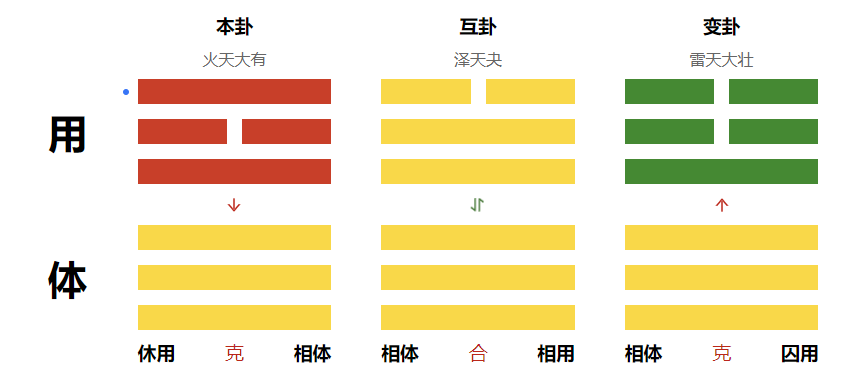 本卦 互卦 变卦
火天大有 泽天夬 雷天大壮
用
体
休用 克 相体 相体 合 相用 相体 克 囚用